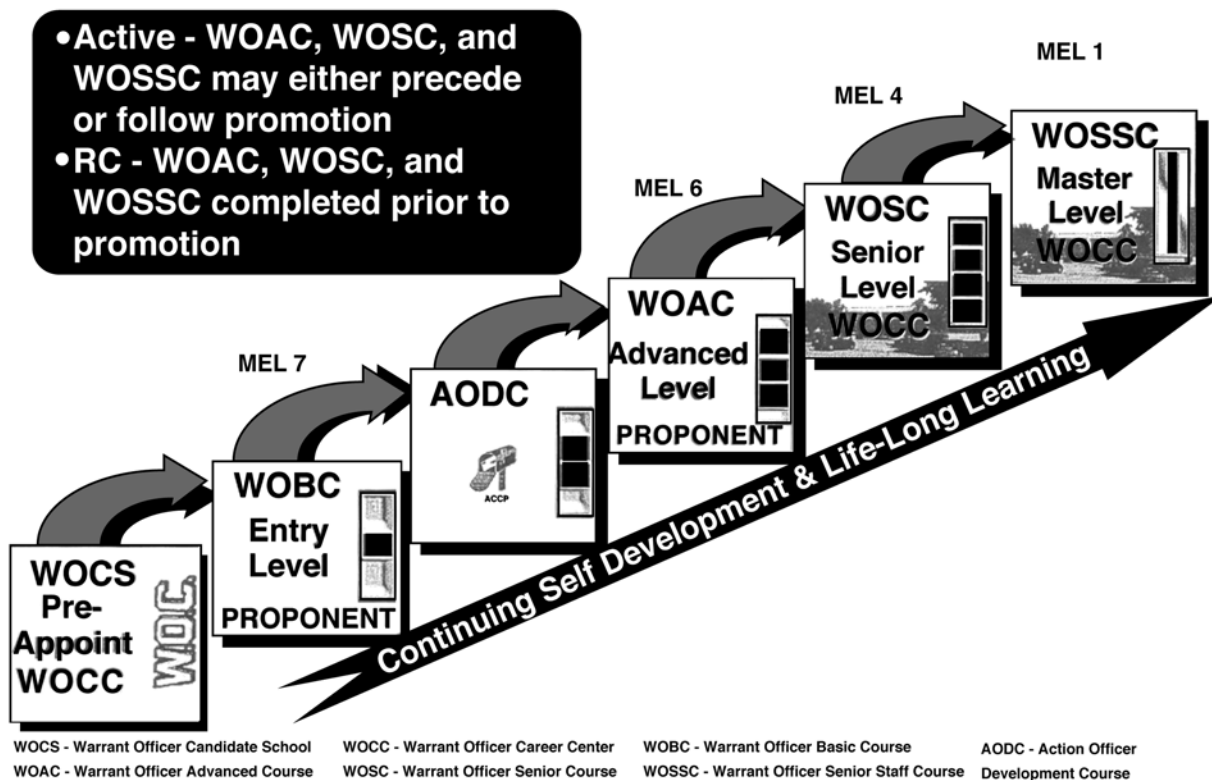 •Active - WOAC, WOSC, and
WOSSC may either precede
or follow promotion
•RC - WOAC, WOSC, and
WOSSC completed prior to
promotion
MEL 1
MEL 4
MEL 6
MEL 7
WOSSC
Master
Level
WOCC
WOSC
Senior
Level
WOCC
WOAC
Advanced
Level
PROPONENT
AODC
ACCP
WOBC
Entry
Level
PROPONENT
WOCS
Pre-
Appoint
WOCC
W.O.C.
Continuing Self Development & Life-Long Learning
WOCS - Warrant Officer Candidate School
WOCC - Warrant Officer Career Center
WOBC - Warrant Officer Basic Course
AODC - Action Officer
Development Course
WOAC - Warrant Officer Advanced Course
WOSC - Warrant Officer Senior Course
WOSSC - Warrant Officer Senior Staff Course